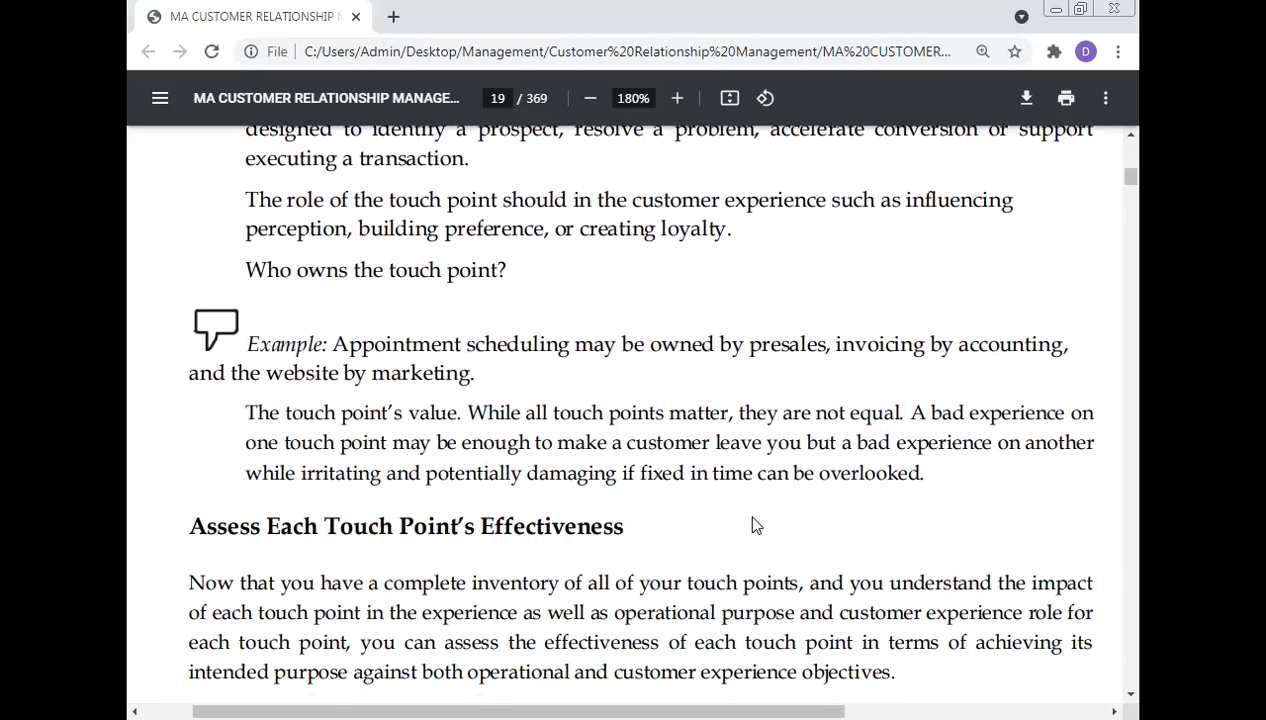 MA CUSTOMER RELATIONSHIP M
File C:/Users/Admin/Desktop/Management/Customer%20Relationship%20Management/MA%20CUSTOMER...
D
MA CUSTOMER RELATIONSHIP MANAGE... 19 / 369 180%
designed to identify a prospect, resolve a problem, accelerate conversion or support
executing a transaction.
The role of the touch point should in the customer experience such as influencing
perception, building preference, or creating loyalty.
Who owns the touch point?
Example: Appointment scheduling may be owned by presales, invoicing by accounting,
and the website by marketing.
The touch point’s value. While all touch points matter, they are not equal. A bad experience on
one touch point may be enough to make a customer leave you but a bad experience on another
while irritating and potentially damaging if fixed in time can be overlooked.
Assess Each Touch Point’s Effectiveness
Now that you have a complete inventory of all of your touch points, and you understand the impact
of each touch point in the experience as well as operational purpose and customer experience role for
each touch point, you can assess the effectiveness of each touch point in terms of achieving its
intended purpose against both operational and customer experience objectives.